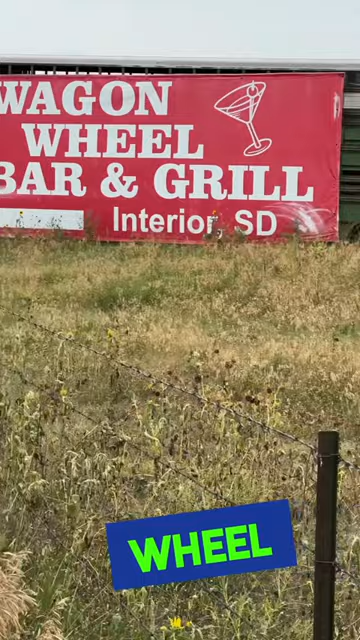 WAGON
WHEEL
BAR & GRILL
Interior, SD
WHEEL